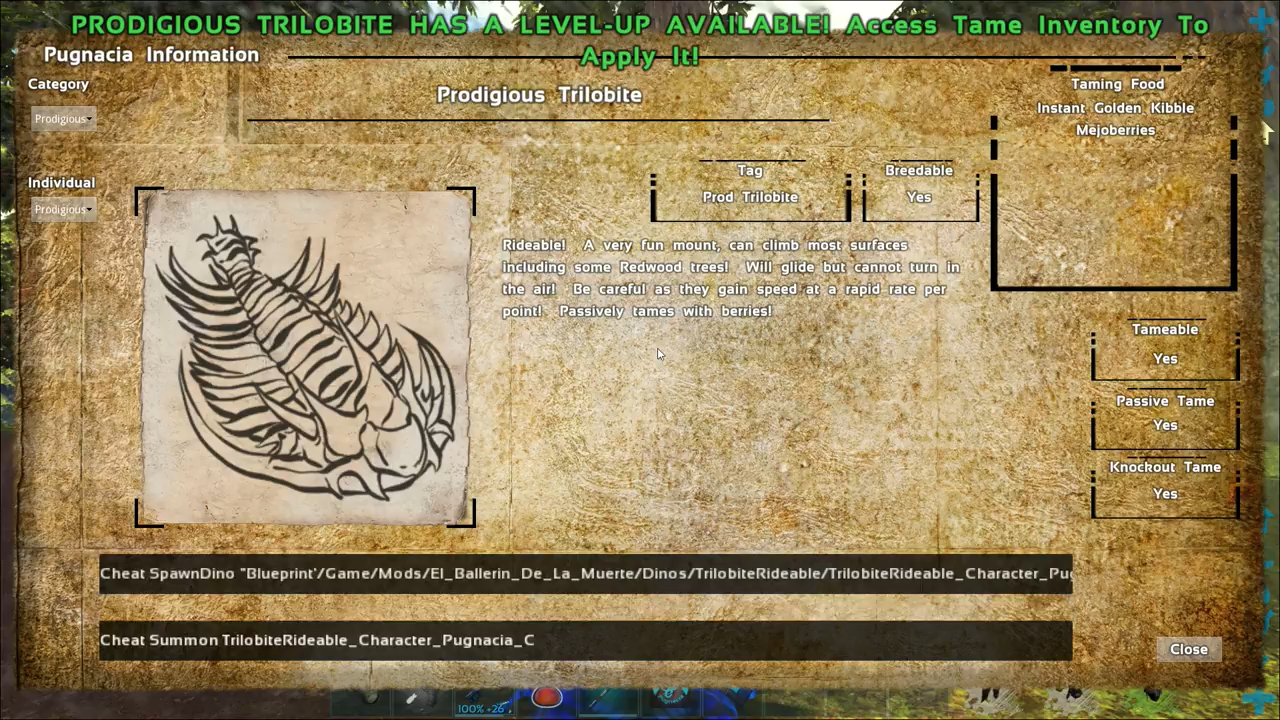 PRODIGIOUS TRILOBITE HAS A LEVEL-UP AVAILABLE! Access Tame Inventory To
Apply It!
Pugnacia Information
Category
Prodigious
Individual
Prodigious
Prodigious Trilobite
Taming Food
Instant Golden Kibble
Mejoberries
Tag
Prod Trilobite
Breedable
Yes
Rideable! A very fun mount, can climb most surfaces
including some Redwood trees! Will glide but cannot turn in
the air! Be careful as they gain speed at a rapid rate per
point! Passively tames with berries!
Tameable
Yes
Passive Tame
Yes
Knockout Tame
Yes
Cheat SpawnDino "Blueprint'/Game/Mods/El_Ballerin_De_La_Muerte/Dinos/TrilobiteRideable/TrilobiteRideable_Character_Pug
Cheat Summon TrilobiteRideable_Character_Pugnacia_C
Close
100% +26